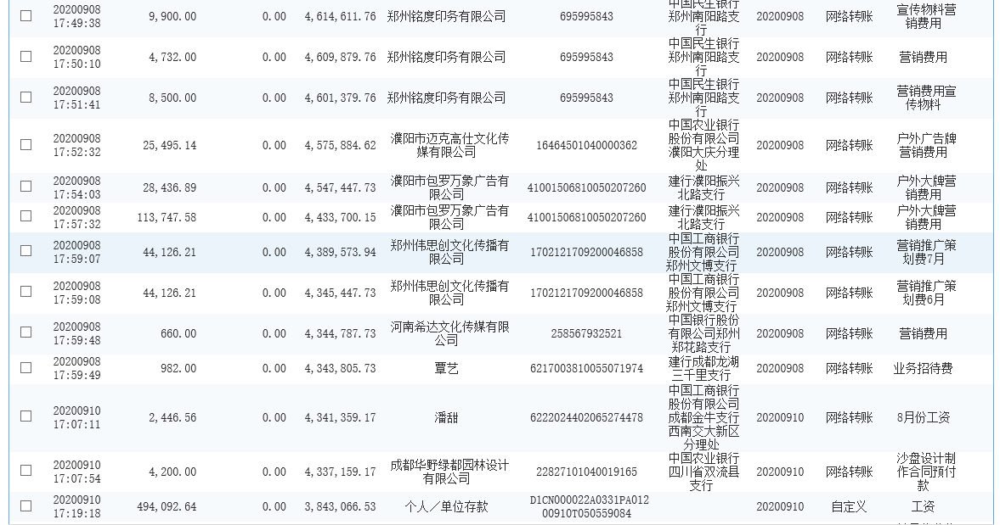 20200908 17:49:38 9,900.00 0.00 4,614,611.76 郑州铭度印务有限公司 695995843 中国民生银行郑州南阳路支行 20200908 网络转账 宣传物料营销费用
20200908 17:50:10 4,732.00 0.00 4,609,879.76 郑州铭度印务有限公司 695995843 中国民生银行郑州南阳路支行 20200908 网络转账 营销费用
20200908 17:51:41 8,500.00 0.00 4,601,379.76 郑州铭度印务有限公司 695995843 中国民生银行郑州南阳路支行 20200908 网络转账 营销费用宣传物料
20200908 17:52:32 25,495.14 0.00 4,575,884.62 濮阳市迈克高仕文化传媒有限公司 16464501040000362 中国农业银行股份有限公司濮阳大庆分理处 20200908 网络转账 户外广告牌营销费用
20200908 17:54:03 28,436.89 0.00 4,547,447.73 濮阳市包罗万象广告有限公司 41001506810050207260 建行濮阳振兴北路支行 20200908 网络转账 户外大牌营销费用
20200908 17:57:32 113,747.58 0.00 4,433,700.15 濮阳市包罗万象广告有限公司 41001506810050207260 建行濮阳振兴北路支行 20200908 网络转账 户外大牌营销费用
20200908 17:59:07 44,126.21 0.00 4,389,573.94 郑州伟思创文化传播有限公司 1702121709200046858 中国工商银行股份有限公司郑州文博支行 20200908 网络转账 营销推广策划费7月
20200908 17:59:08 44,126.21 0.00 4,345,447.73 郑州伟思创文化传播有限公司 1702121709200046858 中国工商银行股份有限公司郑州文博支行 20200908 网络转账 营销推广策划费6月
20200908 17:59:48 660.00 0.00 4,344,787.73 河南希达文化传媒有限公司 258567932521 中国银行股份有限公司郑州郑花路支行 20200908 网络转账 营销费用
20200908 17:59:49 982.00 0.00 4,343,805.73 覃艺 6217003810055071974 建行成都龙湖三千里支行 20200908 网络转账 业务招待费
20200910 17:07:11 2,446.56 0.00 4,341,359.17 潘甜 6222024402065274478 中国工商银行股份有限公司成都金牛支行西南交大新区分理处 20200910 网络转账 8月份工资
20200910 17:07:54 4,200.00 0.00 4,337,159.17 成都华野绿都园林设计有限公司 22827101040019165 中国农业银行四川省双流县支行 20200910 网络转账 沙盘设计制作合同预付款
20200910 17:19:18 494,092.64 0.00 3,843,066.53 个人／单位存款 D1CN000022A0331PA01200910T050559084 20200910 自定义 工资